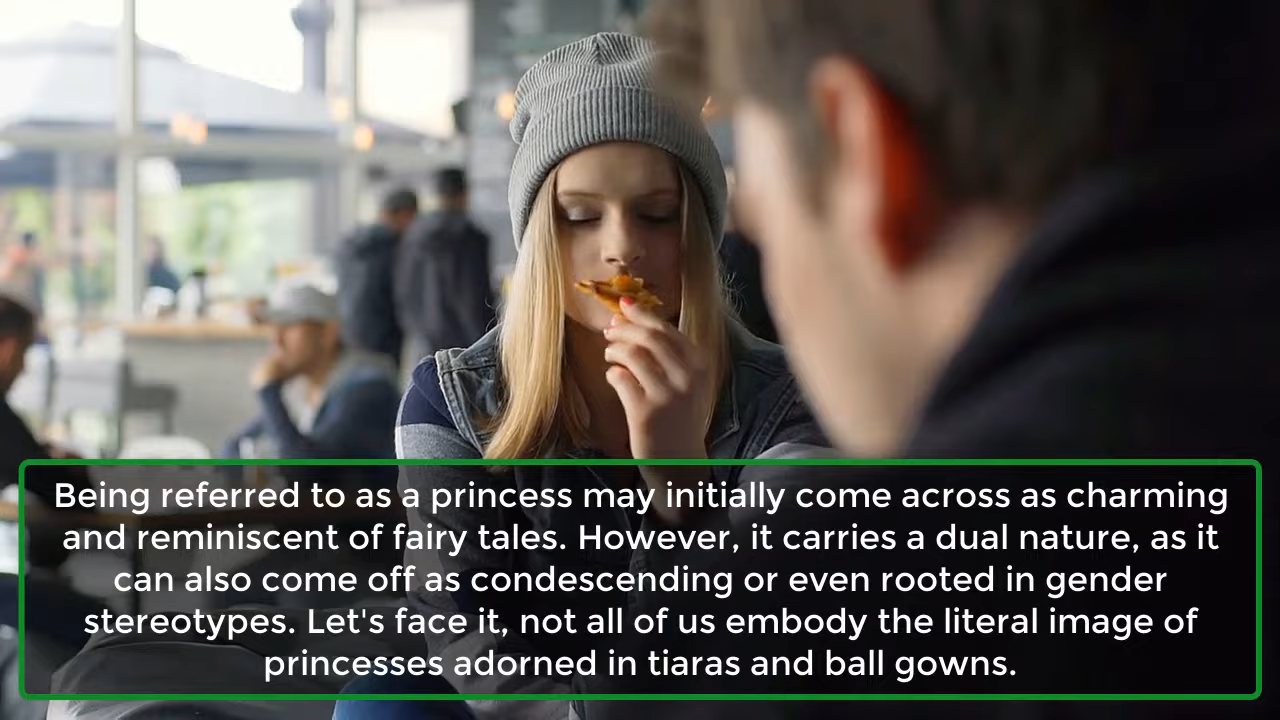 Being referred to as a princess may initially come across as charming
and reminiscent of fairy tales. However, it carries a dual nature, as it
can also come off as condescending or even rooted in gender
stereotypes. Let's face it, not all of us embody the literal image of
princesses adorned in tiaras and ball gowns.